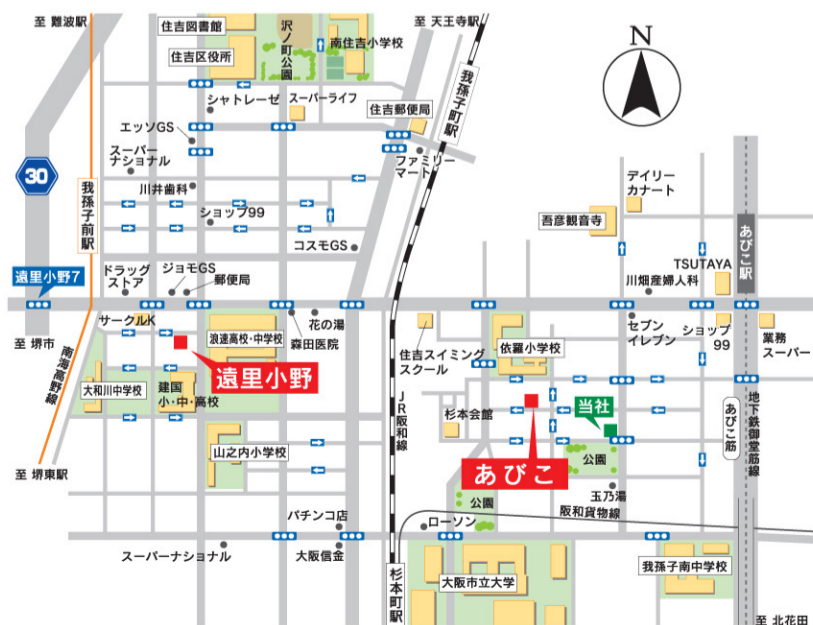 至 難波駅
住吉図書館
住吉区役所
沢ノ町公園
南住吉小学校
至 天王寺駅
我孫子町駅
N
シャトレーゼ
スーパーライフ
住吉郵便局
エッソGS
スーパー
ナショナル
ファミリー
マート
30
川井歯科
我孫子前駅
ショップ99
コスモGS
デイリー
カナート
吾彦観音寺
あびこ駅
TSUTAYA
川畑産婦人科
遠里小野7
ドラッグ
ストア
ジョモGS
郵便局
サークルK
浪速高校・中学校
森田医院
花の湯
至 堺市
南海高野線
遠里小野
大和川中学校
建国
小・中・高校
住吉スイミング
スクール
依羅小学校
セブン
イレブン
ショップ
99
業務
スーパー
JR阪和線
杉本会館
当社
あびこ
あびこ筋
地下鉄御堂筋線
山之内小学校
公園
至 堺東駅
公園
玉乃湯
阪和貨物線
パチンコ店
ローソン
スーパーナショナル
大阪信金
杉本町駅
大阪市立大学
我孫子南中学校
至 北花田